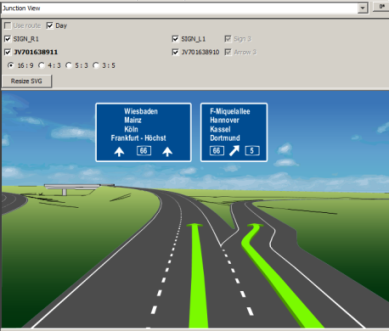 Junction View
Use route Day
SIGN_R1 SIGN_L1 Sign 3
JV701638911 JV701638910 Arrow 3
16 : 9 4 : 3 5 : 3 3 : 5
Resize SVG
Wiesbaden
Mainz
Köln
Frankfurt - Höchst
66
F-Miquelallee
Hannover
Kassel
Dortmund
66 5